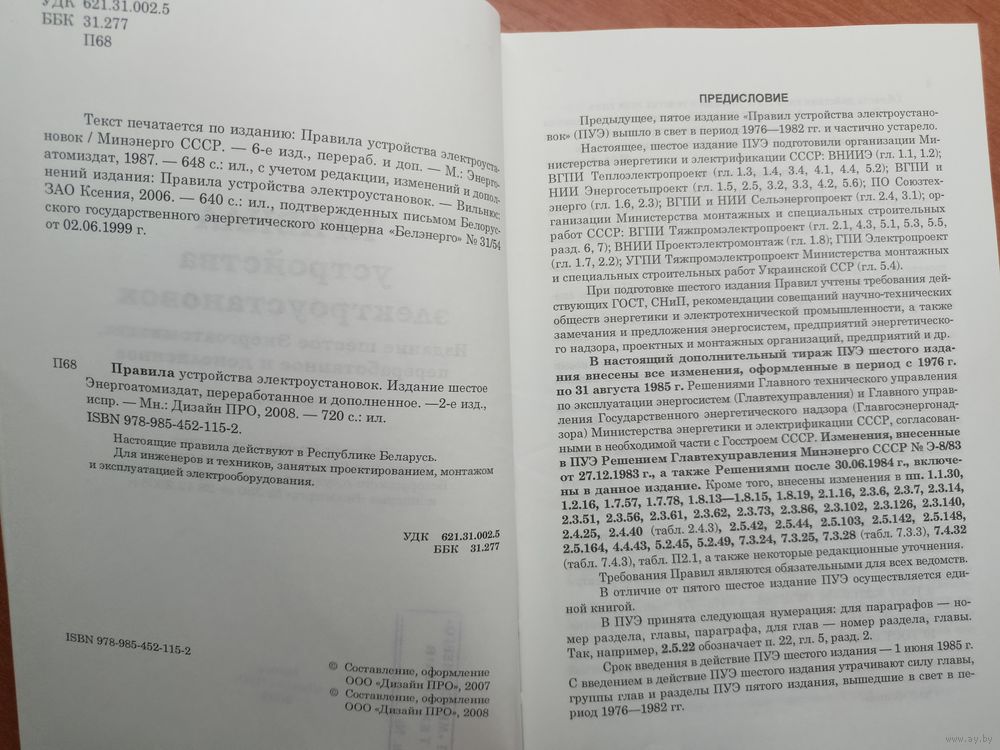 УДК 621.31.002.5
ББК 31.277
П68
Текст печатается по изданию: Правила устройства электроуста-
новок / Минэнерго СССР. — 6-е изд., перераб. и доп. — М.: Энерго-
атомиздат, 1987. — 648 с.: ил., с учетом редакции, изменений и допол-
нений издания: Правила устройства электроустановок. — Вильнюс:
ЗАО Ксения, 2006. — 640 с.: ил., подтвержденных письмом Белорус-
ского государственного энергетического концерна «Белэнерго» № 31/54
от 02.06.1999 г.
П68 Правила устройства электроустановок. Издание шестое
Энергоатомиздат, переработанное и дополненное. —2-е изд.,
испр. — Мн.: Дизайн ПРО, 2008. — 720 с.: ил.
ISBN 978-985-452-115-2.
Настоящие правила действуют в Республике Беларусь.
Для инженеров и техников, занятых проектированием, монтажом
и эксплуатацией электрооборудования.
УДК 621.31.002.5
ББК 31.277
ISBN 978-985-452-115-2
© Составление, оформление
ООО «Дизайн ПРО», 2007
© Составление, оформление
ООО «Дизайн ПРО», 2008
ПРЕДИСЛОВИЕ
Предыдущее, пятое издание «Правил устройства электроустано-
вок» (ПУЭ) вышло в свет в период 1976—1982 гг. и частично устарело.
Настоящее, шестое издание ПУЭ подготовили организации Ми-
нистерства энергетики и электрификации СССР: ВНИИЭ (гл. 1.1, 1.2);
ВГПИ Теплоэлектропроект (гл. 1.3, 1.4, 3.4, 4.1, 4.4, 5.2); ВГПИ и
НИИ Энергосетьпроект (гл. 1.5, 2.5, 3.2, 3.3, 4.2, 5.6); ПО Союзтех-
энерго (гл. 1.6, 2.3); ВГПИ и НИИ Сельэнергопроект (гл. 2.4, 3.1); ор-
ганизации Министерства монтажных и специальных строительных
работ СССР: ВГПИ Тяжпромэлектропроект (гл. 2.1, 4.3, 5.1, 5.3, 5.5,
разд. 6, 7); ВНИИ Проектэлектромонтаж (гл. 1.8); ГПИ Электропроект
(гл. 1.7, 2.2); УГПИ Тяжпромэлектропроект Министерства монтажных
и специальных строительных работ Украинской ССР (гл. 5.4).
При подготовке шестого издания Правил учтены требования дей-
ствующих ГОСТ, СНиП, рекомендации совещаний научно-технических
обществ энергетики и электротехнической промышленности, а также
замечания и предложения энергосистем, предприятий энергетическо-
го надзора, проектных и монтажных организаций, предприятий и др.
В настоящий дополнительный тираж ПУЭ шестого изда-
ния внесены все изменения, оформленные в период с 1976 г.
по 31 августа 1985 г. Решениями Главного технического управления
по эксплуатации энергосистем (Главтехуправления) и Главного управ-
ления Государственного энергетического надзора (Главгосэнергонад-
зора) Министерства энергетики и электрификации СССР, согласован-
ными в необходимой части с Госстроем СССР. Изменения, внесенные
в ПУЭ Решением Главтехуправления Минэнерго СССР № Э-8/83
от 27.12.1983 г., а также Решениями после 30.06.1984 г., включе-
ны в данное издание. Кроме того, внесены изменения в пп. 1.1.30,
1.2.16, 1.7.57, 1.7.78, 1.8.13—1.8.15, 1.8.19, 2.1.16, 2.3.6, 2.3.7, 2.3.14,
2.3.51, 2.3.56, 2.3.61, 2.3.62, 2.3.73, 2.3.86, 2.3.102, 2.3.126, 2.3.140,
2.4.25, 2.4.40 (табл. 2.4.3), 2.5.42, 2.5.44, 2.5.103, 2.5.142, 2.5.148,
2.5.164, 4.4.43, 5.2.45, 5.2.49, 7.3.24, 7.3.25, 7.3.28 (табл. 7.3.3), 7.4.32
(табл. 7.4.3), табл. П2.1, а также некоторые редакционные уточнения.
Требования Правил являются обязательными для всех ведомств.
В отличие от пятого шестое издание ПУЭ осуществляется еди-
ной книгой.
В ПУЭ принята следующая нумерация: для параграфов — но-
мер раздела, главы, параграфа, для глав — номер раздела, главы.
Так, например, 2.5.22 обозначает п. 22, гл. 5, разд. 2.
Срок введения в действие ПУЭ шестого издания — 1 июня 1985 г.
С введением в действие ПУЭ шестого издания утрачивают силу главы,
группы глав и разделы ПУЭ пятого издания, вышедшие в свет в пе-
риод 1976—1982 гг.
www.ay.by